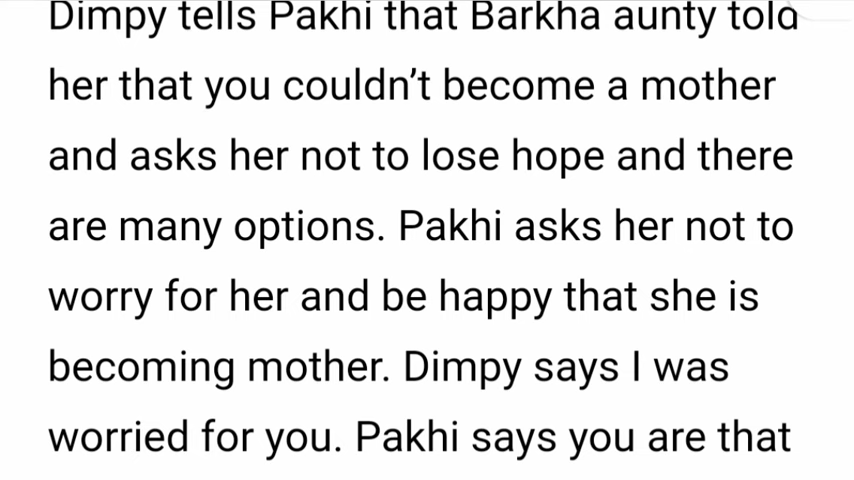 Dimpy tells Pakhi that Barkha aunty told
her that you couldn’t become a mother
and asks her not to lose hope and there
are many options. Pakhi asks her not to
worry for her and be happy that she is
becoming mother. Dimpy says I was
worried for you. Pakhi says you are that